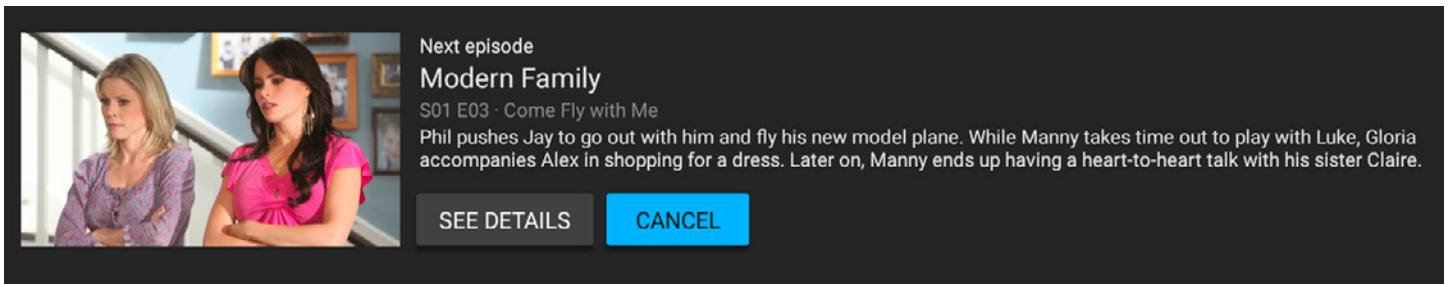 Next episode
Modern Family
S01 E03 · Come Fly with Me
Phil pushes Jay to go out with him and fly his new model plane. While Manny takes time out to play with Luke, Gloria
accompanies Alex in shopping for a dress. Later on, Manny ends up having a heart-to-heart talk with his sister Claire.
SEE DETAILS
CANCEL